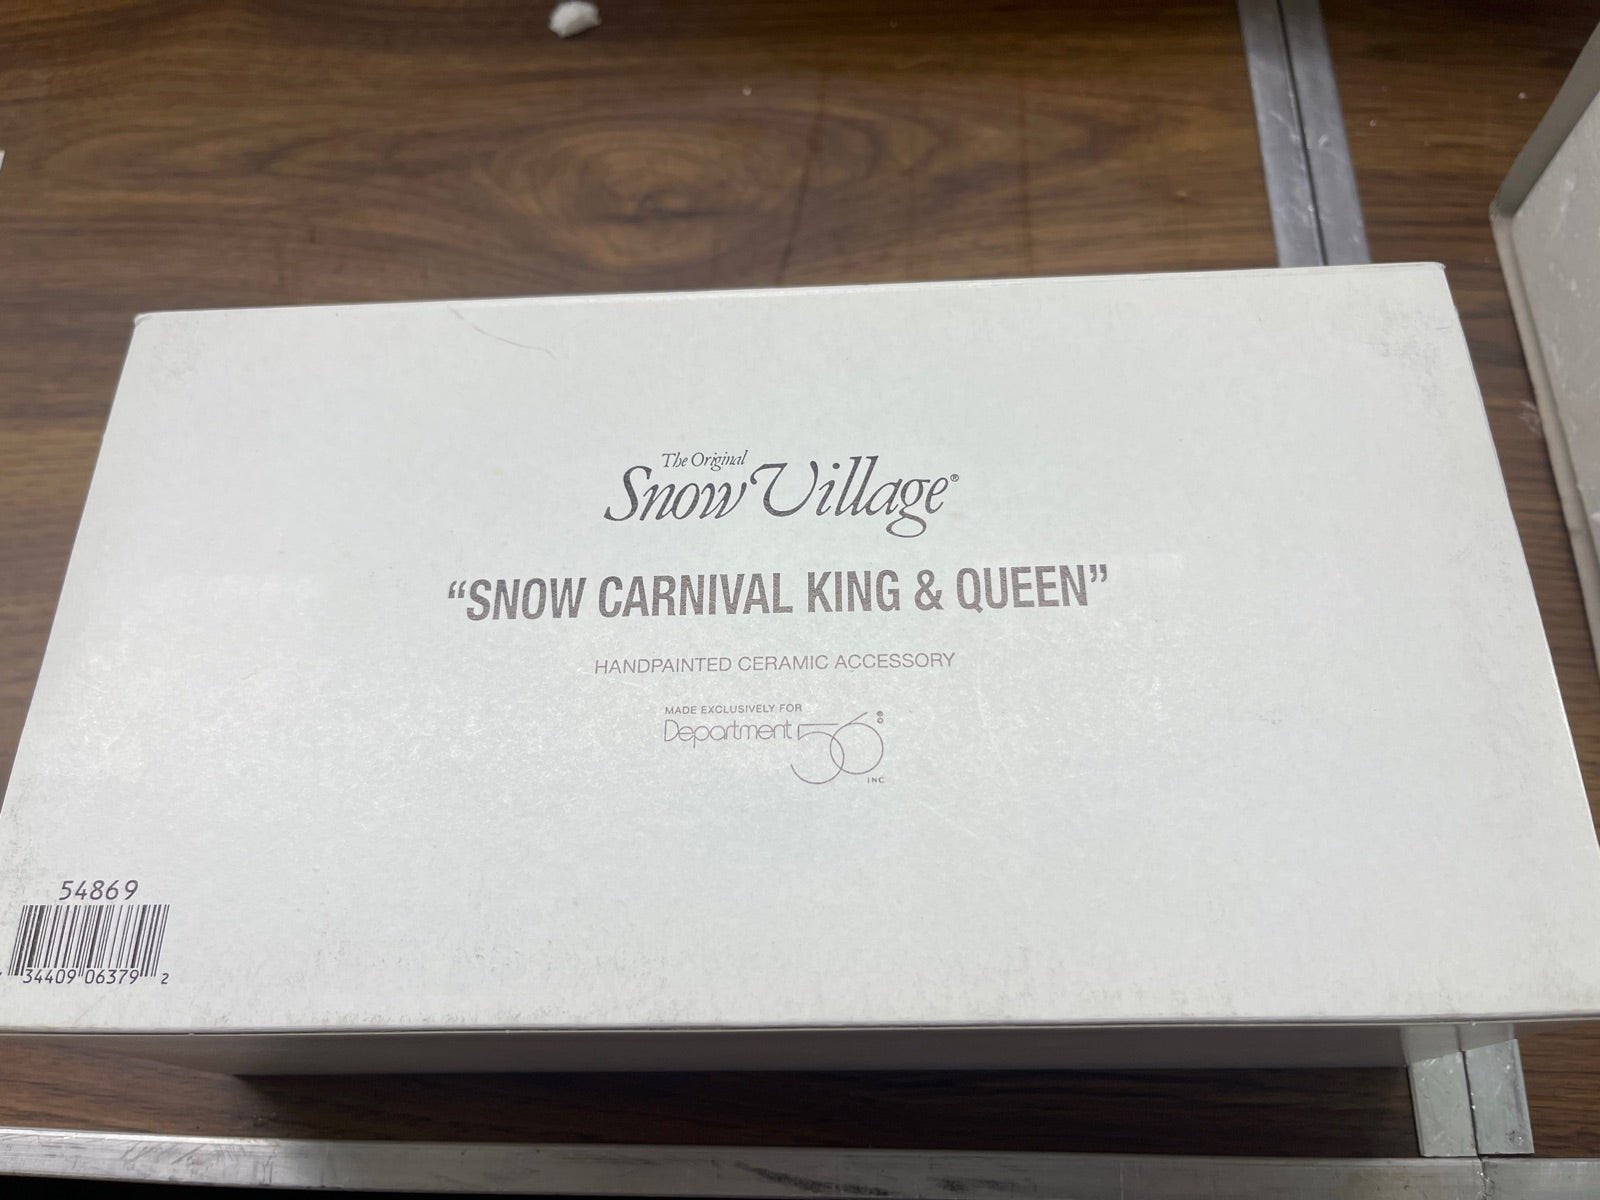 The Original
Snow Village®
“SNOW CARNIVAL KING & QUEEN”
HANDPAINTED CERAMIC ACCESSORY
MADE EXCLUSIVELY FOR
Department 56®
INC
54869
34409 06379 2